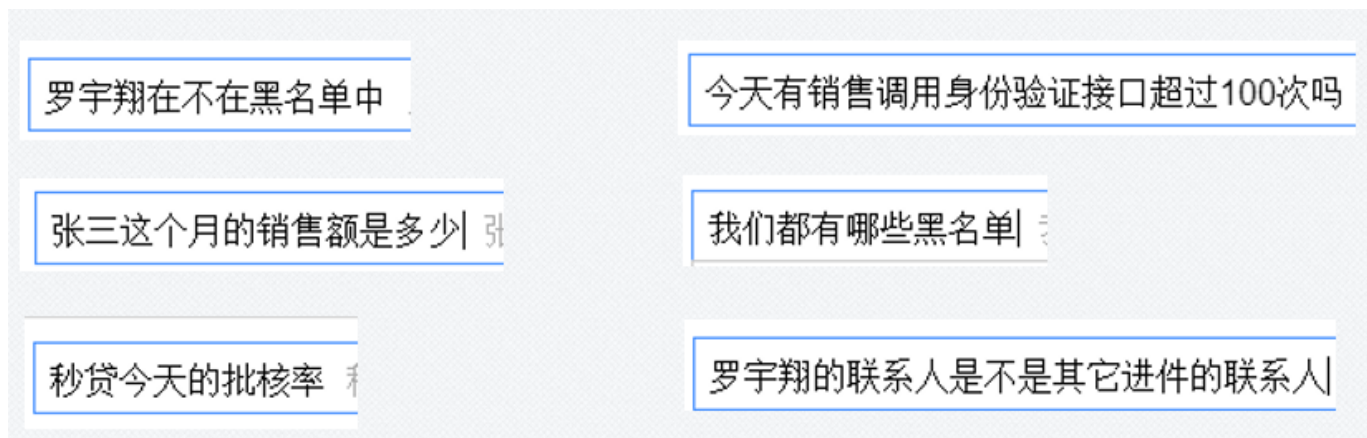 罗宇翔在不在黑名单中
今天有销售调用身份验证接口超过100次吗
张三这个月的销售额是多少
我们都有哪些黑名单
秒贷今天的批核率
罗宇翔的联系人是不是其它进件的联系人